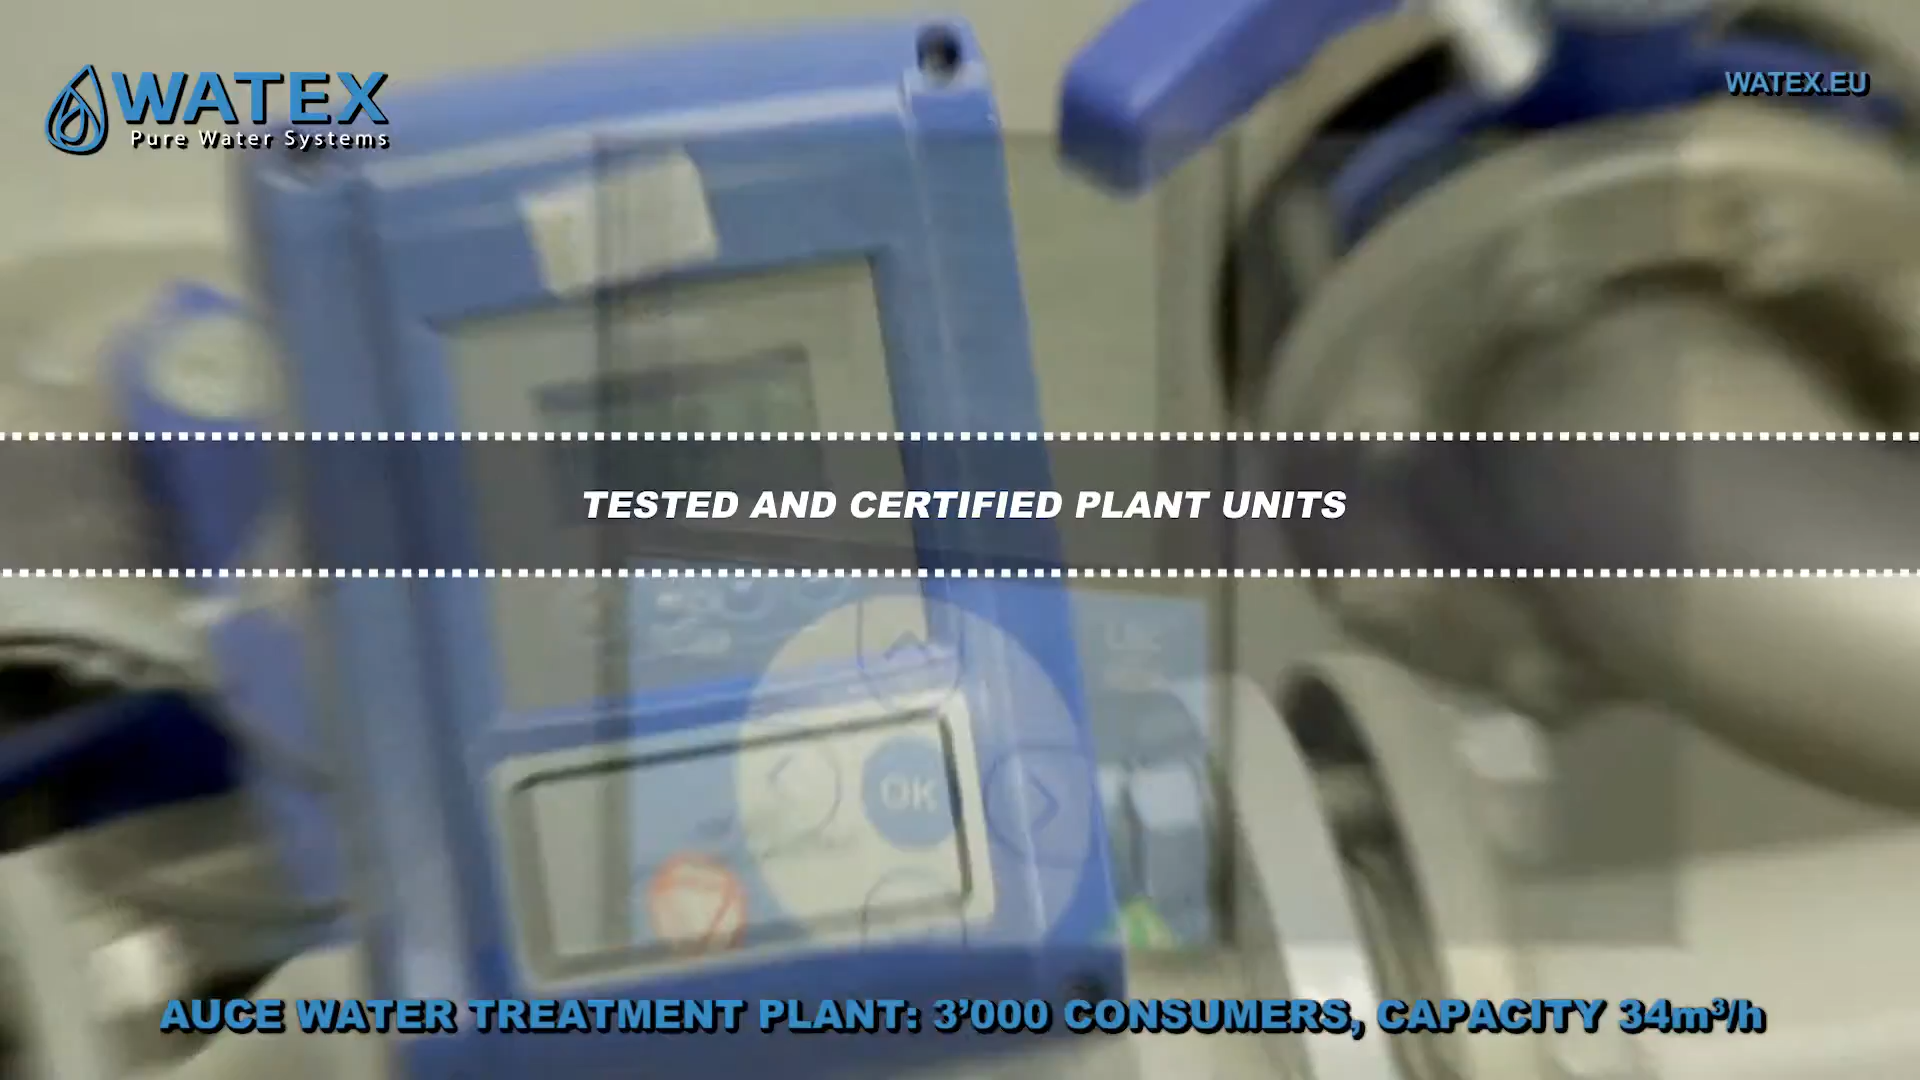 WATEX
Pure Water Systems
WATEX.EU
TESTED AND CERTIFIED PLANT UNITS
OK
AUCE WATER TREATMENT PLANT: 3’000 CONSUMERS, CAPACITY 34m³/h